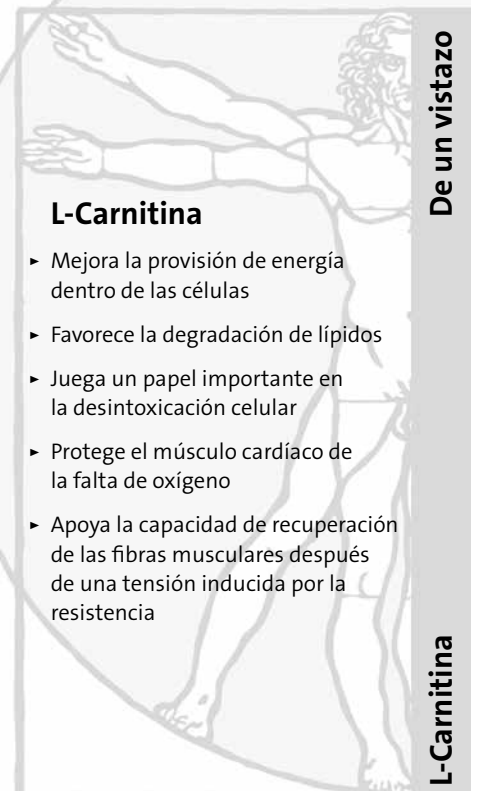 L-Carnitina
► Mejora la provisión de energía
dentro de las células
► Favorece la degradación de lípidos
► Juega un papel importante en
la desintoxicación celular
► Protege el músculo cardíaco de
la falta de oxígeno
► Apoya la capacidad de recuperación
de las fibras musculares después
de una tensión inducida por la
resistencia
De un vistazo
L-Carnitina